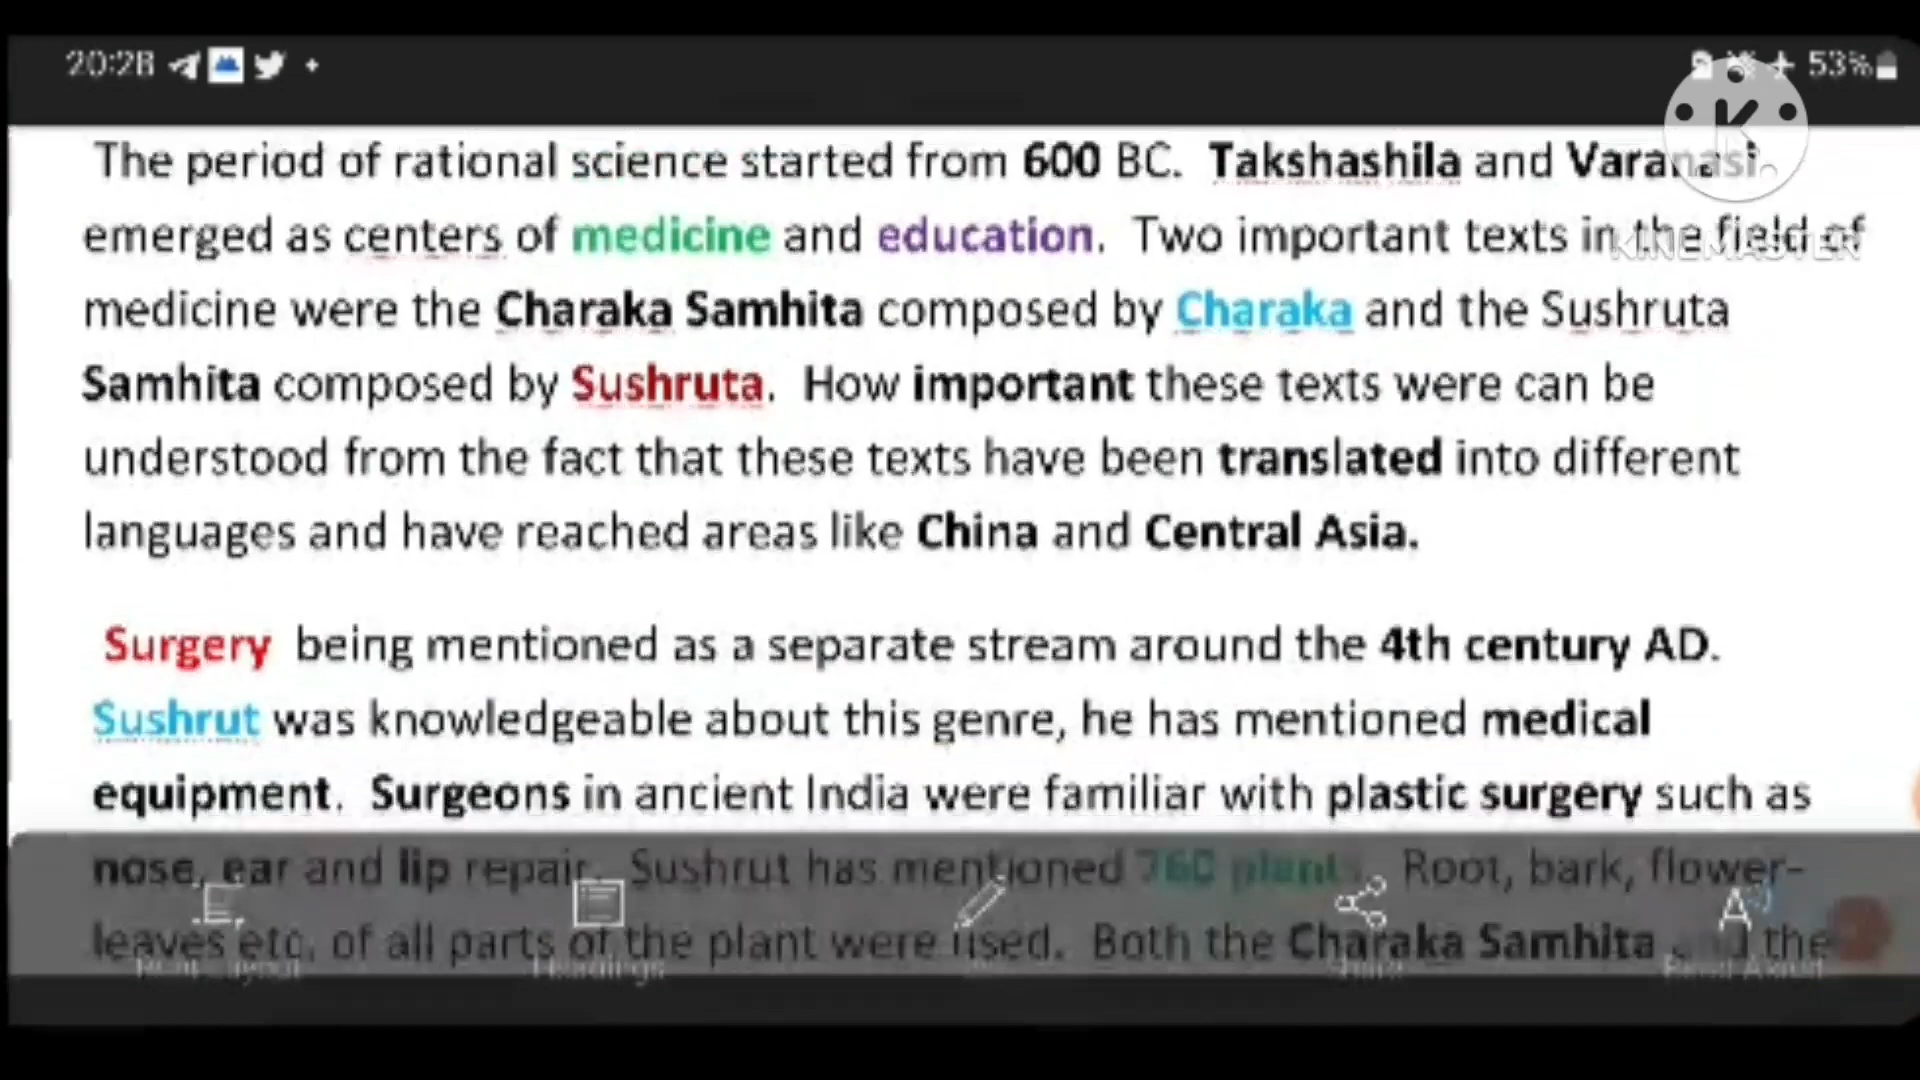 20:28
53%
The period of rational science started from 600 BC. Takshashila and Varanasi
emerged as centers of medicine and education. Two important texts in the field of
KINEMASTER
medicine were the Charaka Samhita composed by Charaka and the Sushruta
Samhita composed by Sushruta. How important these texts were can be
understood from the fact that these texts have been translated into different
languages and have reached areas like China and Central Asia.
Surgery being mentioned as a separate stream around the 4th century AD.
Sushrut was knowledgeable about this genre, he has mentioned medical
equipment. Surgeons in ancient India were familiar with plastic surgery such as
nose, ear and lip repair. Sushrut has mentioned 760 plants. Root, bark, flower-
leaves etc. of all parts of the plant were used. Both the Charaka Samhita and the
Headings
Share
Read Aloud